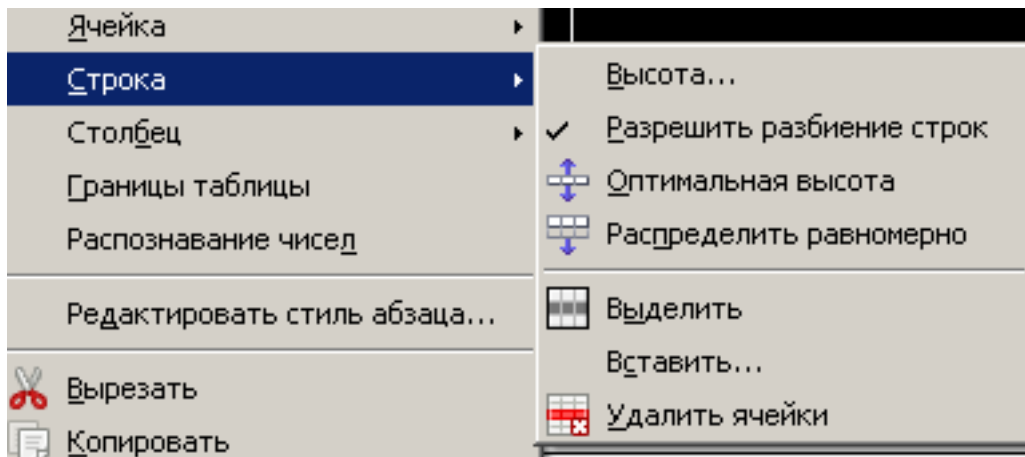 Ячейка
Строка
Столбец
Границы таблицы
Распознавание чисел
Редактировать стиль абзаца...
Вырезать
Копировать
Высота...
Разрешить разбиение строк
Оптимальная высота
Распределить равномерно
Выделить
Вставить...
Удалить ячейки